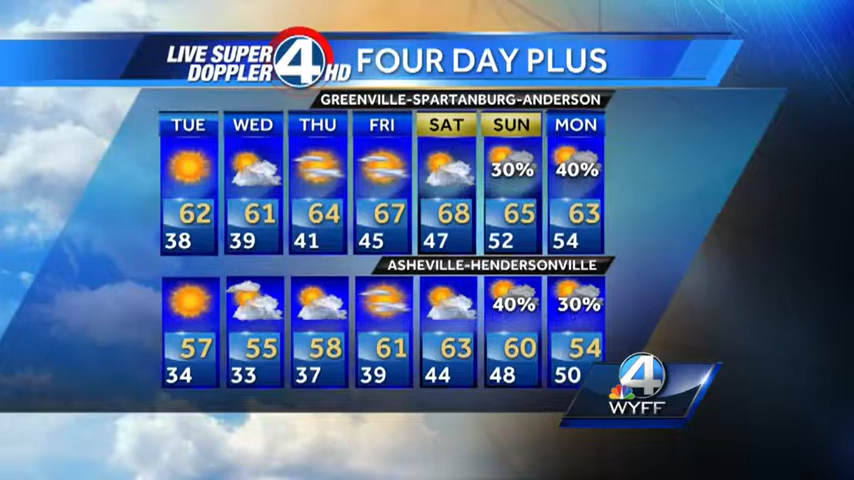 LIVE SUPER DOPPLER 4 HD FOUR DAY PLUS
GREENVILLE-SPARTANBURG-ANDERSON
TUE WED THU FRI SAT SUN MON
30% 40%
62 61 64 67 68 65 63
38 39 41 45 47 52 54
ASHEVILLE-HENDERSONVILLE
40% 30%
57 55 58 61 63 60 54
34 33 37 39 44 48 50
4
WYFF